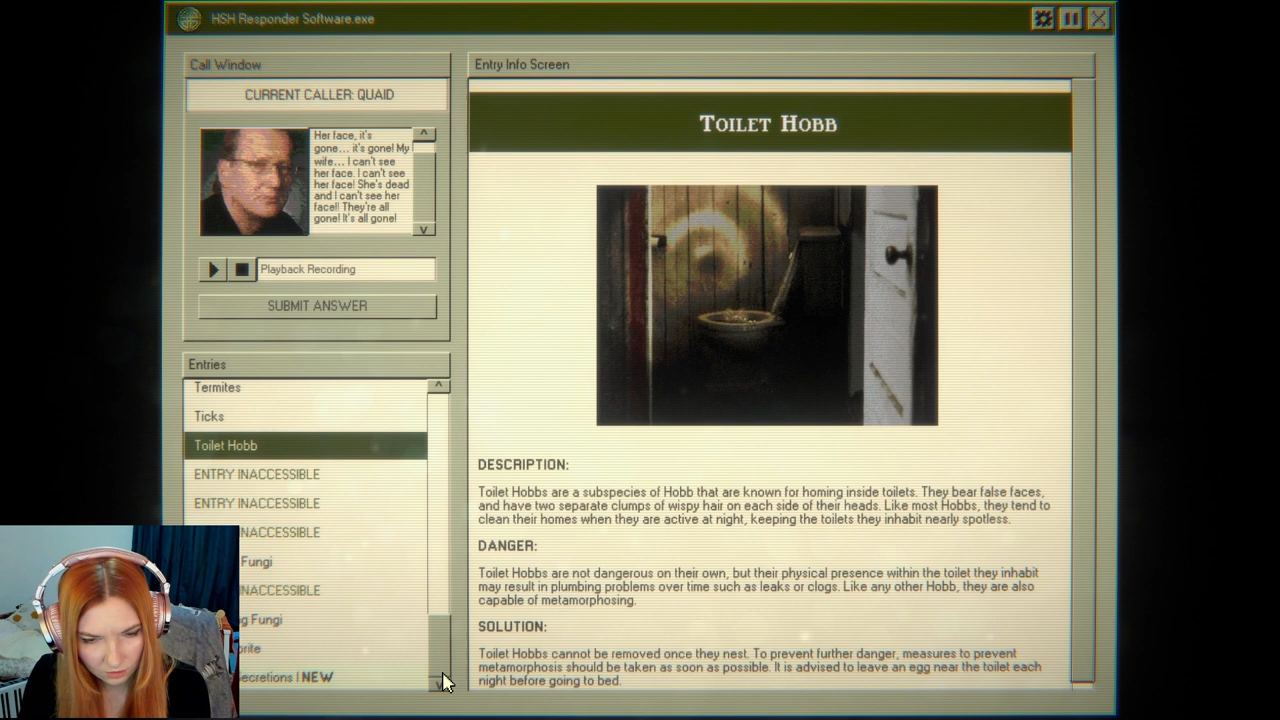 HSH Responder Software.exe
Call Window
CURRENT CALLER: QUAID
Her face, it's
gone... it's gone! My
wife... I can't see
her face. I can't see
her face! She's dead
and I can't see her
face!! They're all
gone! It's all gone!
Playback Recording
SUBMIT ANSWER
Entries
Termites
Ticks
Toilet Hobb
ENTRY INACCESSIBLE
ENTRY INACCESSIBLE
NACCESSIBLE
Fungi
NACCESSIBLE
g Fungi
rite
ecretions | NEW
Entry Info Screen
Toilet Hobb
DESCRIPTION:
Toilet Hobbs are a subspecies of Hobb that are known for homing inside toilets. They bear false faces,
and have two separate clumps of wispy hair on each side of their heads. Like most Hobbs, they tend to
clean their homes when they are active at night, keeping the toilets they inhabit nearly spotless.
DANGER:
Toilet Hobbs are not dangerous on their own, but their physical presence within the toilet they inhabit
may result in plumbing problems over time such as leaks or clogs. Like any other Hobb, they are also
capable of metamorphosing.
SOLUTION:
Toilet Hobbs cannot be removed once they nest. To prevent further danger, measures to prevent
metamorphosis should be taken as soon as possible. It is advised to leave an egg near the toilet each
night before going to bed.